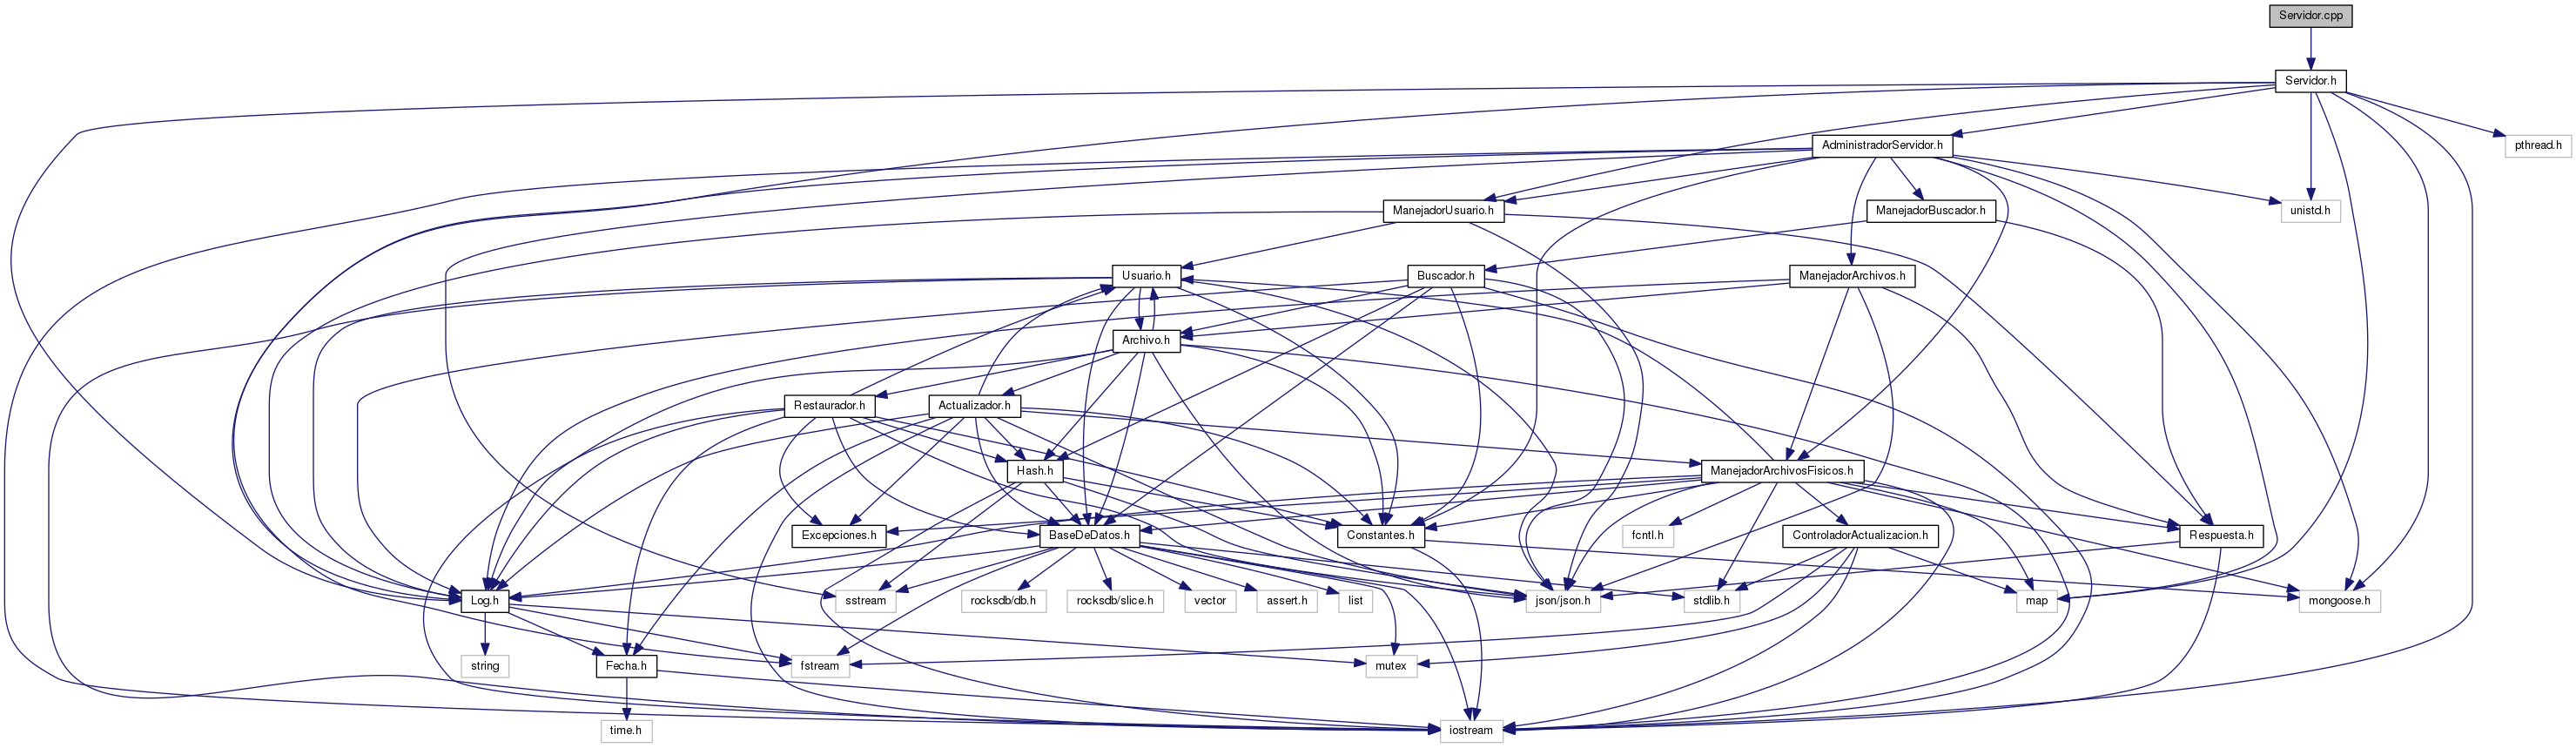 Servidor.cpp
Servidor.h
AdministradorServidor.h
pthread.h
ManejadorUsuario.h
ManejadorBuscador.h
unistd.h
Usuario.h
Buscador.h
ManejadorArchivos.h
Archivo.h
Restaurador.h
Actualizador.h
Hash.h
ManejadorArchivosFisicos.h
Excepciones.h
BaseDeDatos.h
Constantes.h
fcntl.h
ControladorActualizacion.h
Respuesta.h
Log.h
sstream
rocksdb/db.h
rocksdb/slice.h
vector
assert.h
list
json/json.h
stdlib.h
map
mongoose.h
string
Fecha.h
fstream
mutex
time.h
iostream